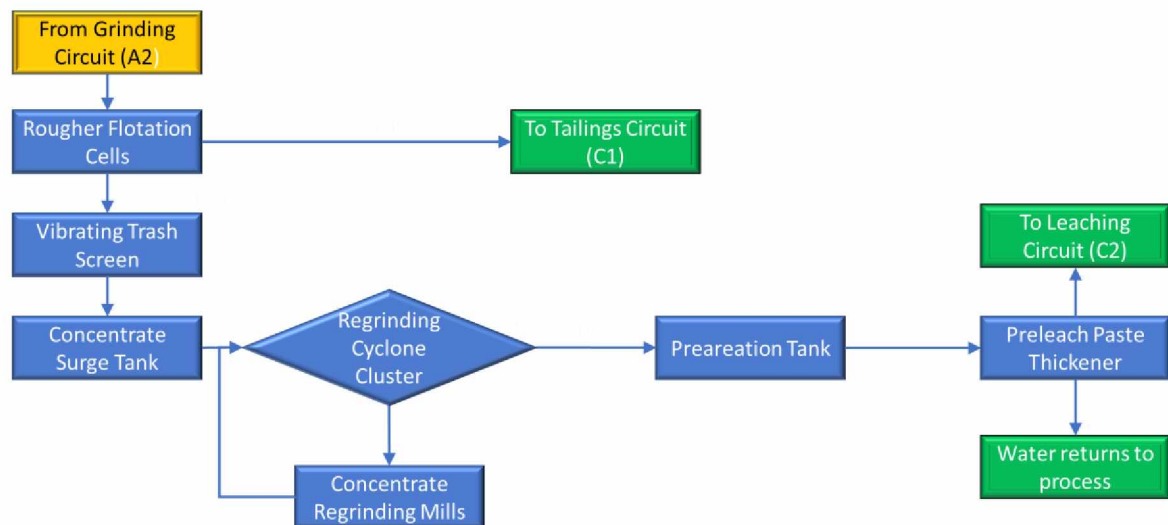 From Grinding
Circuit (A2)
Rougher Flotation
Cells
To Tailings Circuit
(C1)
Vibrating Trash
Screen
To Leaching
Circuit (C2)
Concentrate
Surge Tank
Regrinding
Cyclone
Cluster
Preareation Tank
Preleach Paste
Thickener
Concentrate
Regrinding Mills
Water returns to
process